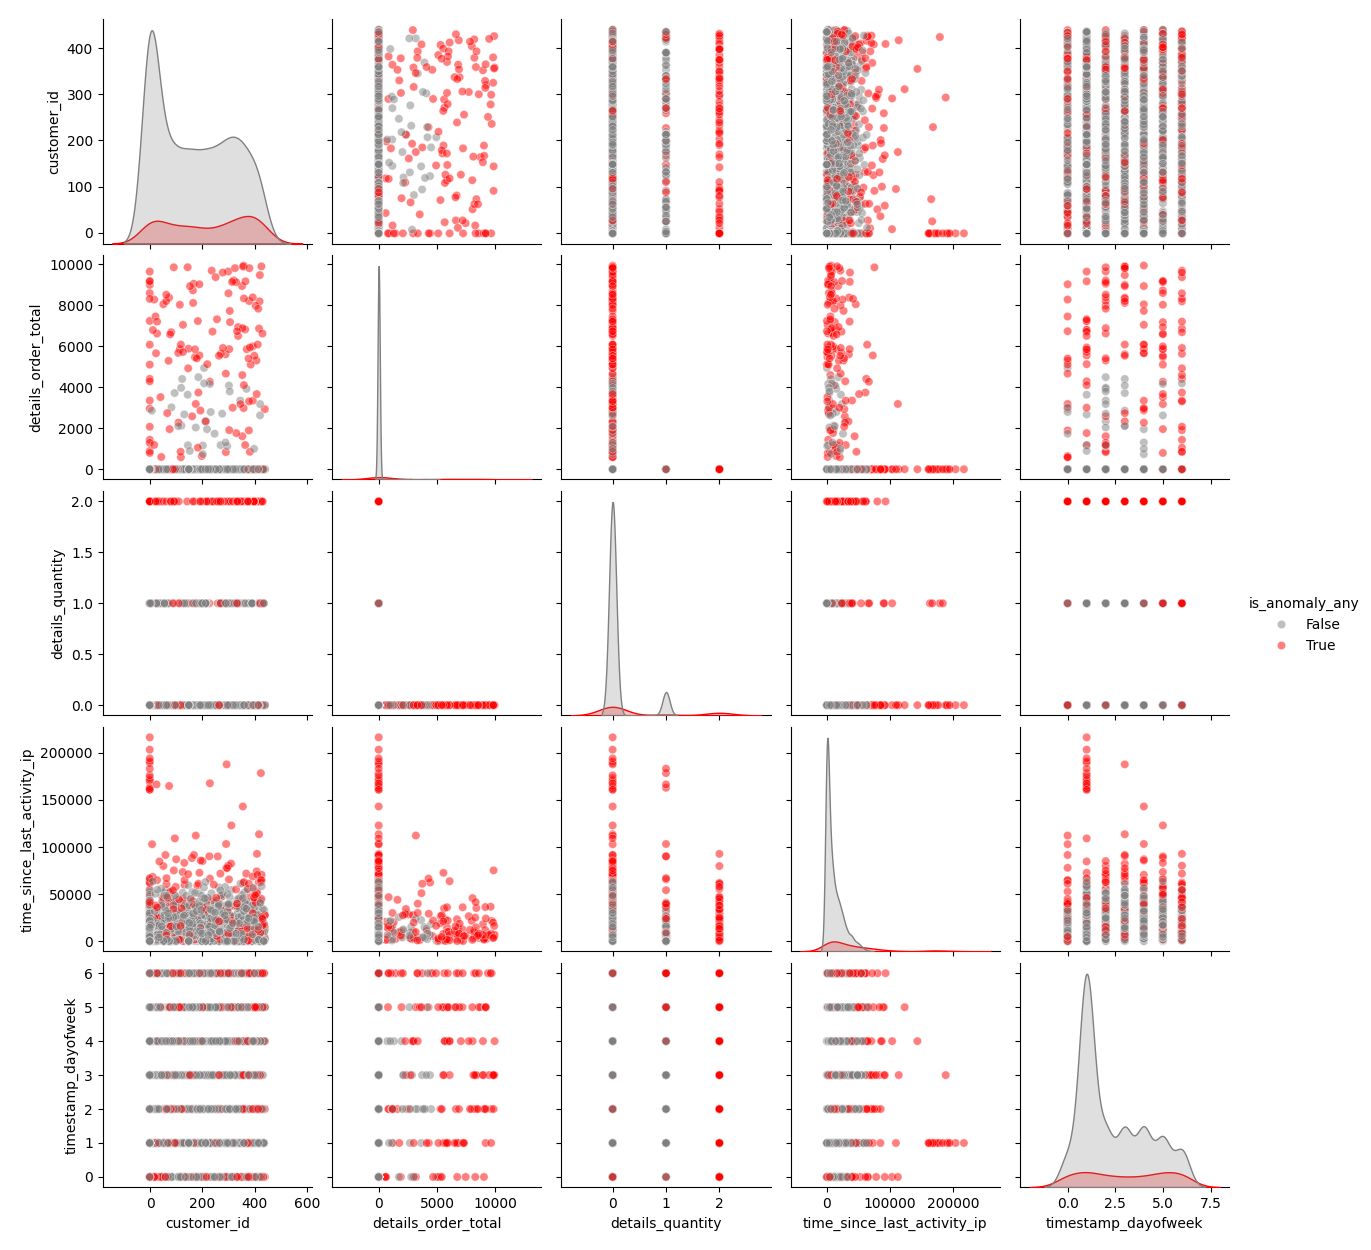 400
300
200
100
0
customer_id
10000
8000
6000
4000
2000
0
details_order_total
2.0
1.5
1.0
0.5
0.0
details_quantity
is_anomaly_any
False
True
200000
150000
100000
50000
0
time_since_last_activity_ip
6
5
4
3
2
1
0
timestamp_dayofweek
0 200 400 600
customer_id
0 5000 10000
details_order_total
0 1 2
details_quantity
0 100000 200000
time_since_last_activity_ip
0.0 2.5 5.0 7.5
timestamp_dayofweek